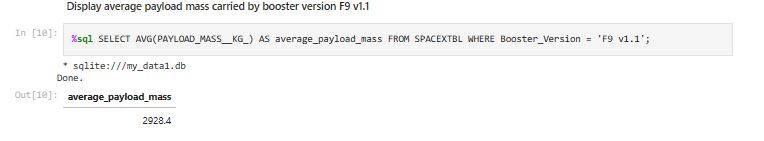 Display average payload mass carried by booster version F9 v1.1
In [10]: %sql SELECT AVG(PAYLOAD_MASS__KG_) AS average_payload_mass FROM SPACEXTBL WHERE Booster_Version = 'F9 v1.1';
* sqlite:///my_data1.db
Done.
Out[10]: average_payload_mass
2928.4